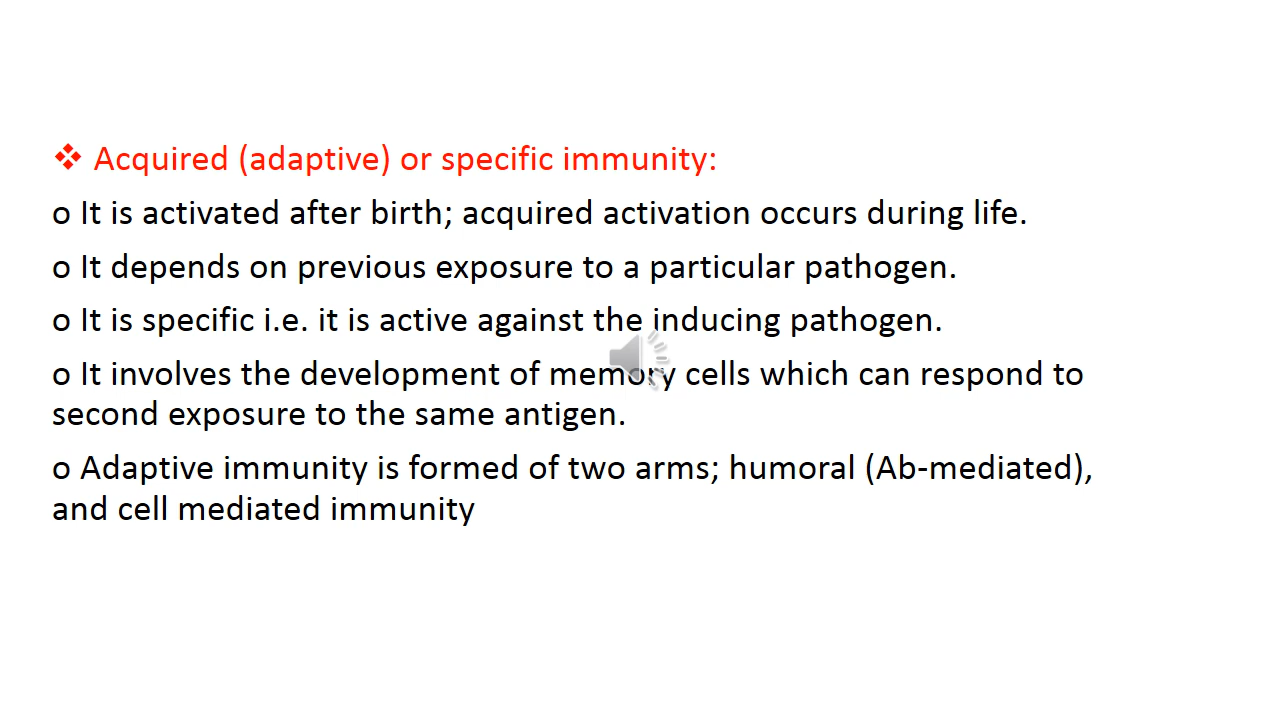 ❖ Acquired (adaptive) or specific immunity:
o It is activated after birth; acquired activation occurs during life.
o It depends on previous exposure to a particular pathogen.
o It is specific i.e. it is active against the inducing pathogen.
o It involves the development of memory cells which can respond to
second exposure to the same antigen.
o Adaptive immunity is formed of two arms; humoral (Ab-mediated),
and cell mediated immunity